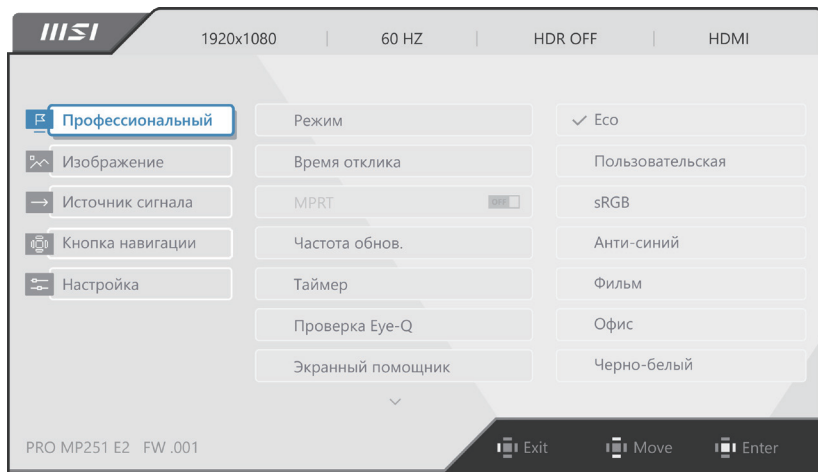 msi 1920x1080 60 HZ HDR OFF HDMI
Профессиональный
Изображение
Источник сигнала
Кнопка навигации
Настройка
Режим
Время отклика
MPRT OFF
Частота обнов.
Таймер
Проверка Eye-Q
Экранный помощник
Eco
Пользовательская
sRGB
Анти-синий
Фильм
Офис
Черно-белый
PRO MP251 E2 FW .001
Exit Move Enter